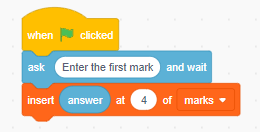 when clicked
ask Enter the first mark and wait
insert answer at 4 of marks